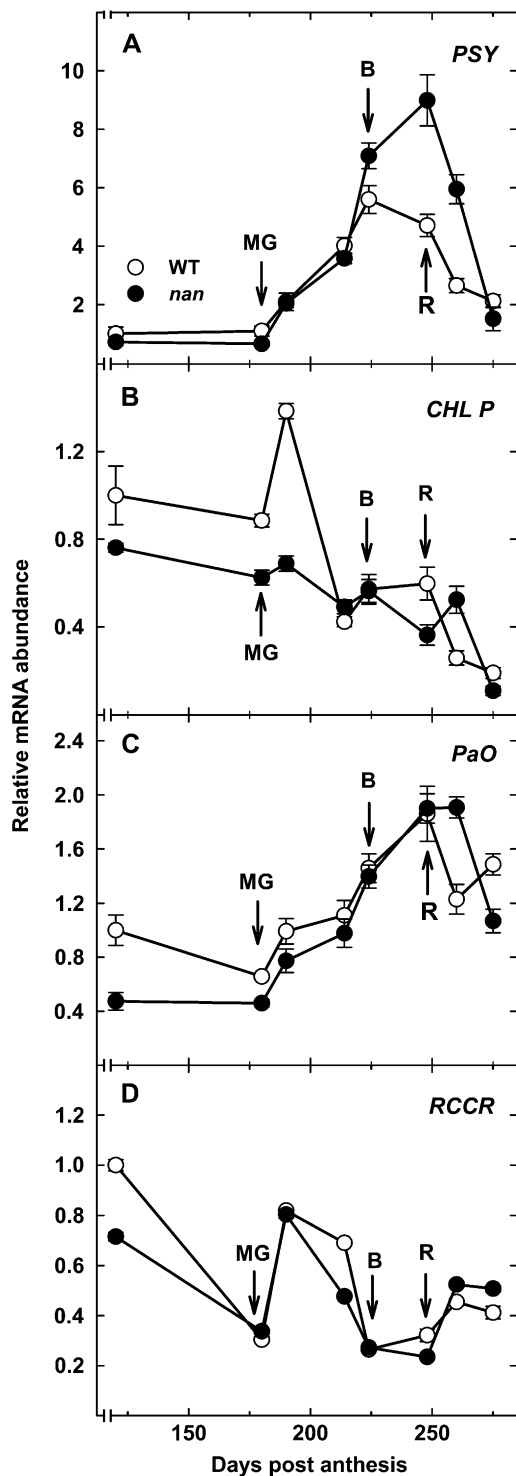 A
PSY
B
10
8
6
MG
4
WT
nan
2
R
B
CHL P
1.2
B
R
0.8
0.4
MG
Relative mRNA abundance
C
PaO
2.4
B
2.0
1.6
MG
1.2
R
0.8
0.4
D
RCCR
1.2
1.0
0.8
MG
B
R
0.6
0.4
0.2
150 200 250
Days post anthesis